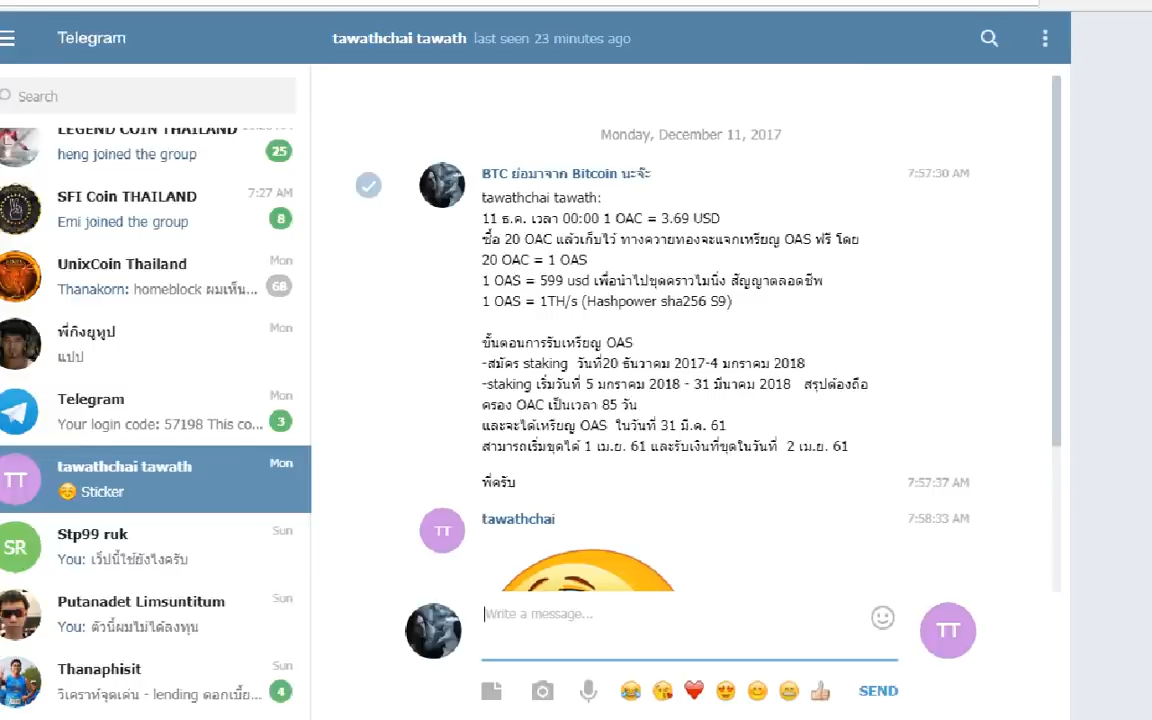 Telegram
tawathchai tawath last seen 23 minutes ago
Search
LEGEND COIN THAILAND
heng joined the group 25
SFI Coin THAILAND 7:27 AM
Emi joined the group 8
UnixCoin Thailand Mon
Thanakorn: homeblock ผมเห็น... 68
พี่กิงยูทูป Mon
แปป
Telegram Mon
Your login code: 57198 This co... 3
tawathchai tawath Mon
Sticker
TT
Stp99 ruk Sun
SR
You: เว็ปนี้ใช้ยังไงครับ
Putanadet Limsuntitum Sun
You: ตัวนี้ผมไม่ได้ลงทุน
Thanaphisit Sun
วิเคราห์จุดเด่น - lending ดอกเบี้ย... 4
Monday, December 11, 2017
BTC ย่อมาจาก Bitcoin นะจ๊ะ 7:57:30 AM
tawathchai tawath:
11 ธ.ค. เวลา 00:00 1 OAC = 3.69 USD
ซื้อ 20 OAC แล้วเก็บไว้ ทางควายทองจะแจกเหรียญ OAS ฟรี โดย
20 OAC = 1 OAS
1 OAS = 599 usd เพื่อนำไปขุดคราวไมนิ่ง สัญญาตลอดชีพ
1 OAS = 1TH/s (Hashpower sha256 S9)
ขั้นตอนการรับเหรียญ OAS
-สมัคร staking วันที่20 ธันวาคม 2017-4 มกราคม 2018
-staking เริ่มวันที่ 5 มกราคม 2018 - 31 มีนาคม 2018 สรุปต้องถือ
ครอง OAC เป็นเวลา 85 วัน
และจะได้เหรียญ OAS ในวันที่ 31 มี.ค. 61
สามารถเริ่มขุดได้ 1 เม.ย. 61 และรับเงินที่ขุดในวันที่ 2 เม.ย. 61
พี่ครับ 7:57:37 AM
TT tawathchai 7:58:33 AM
Write a message...
TT
SEND